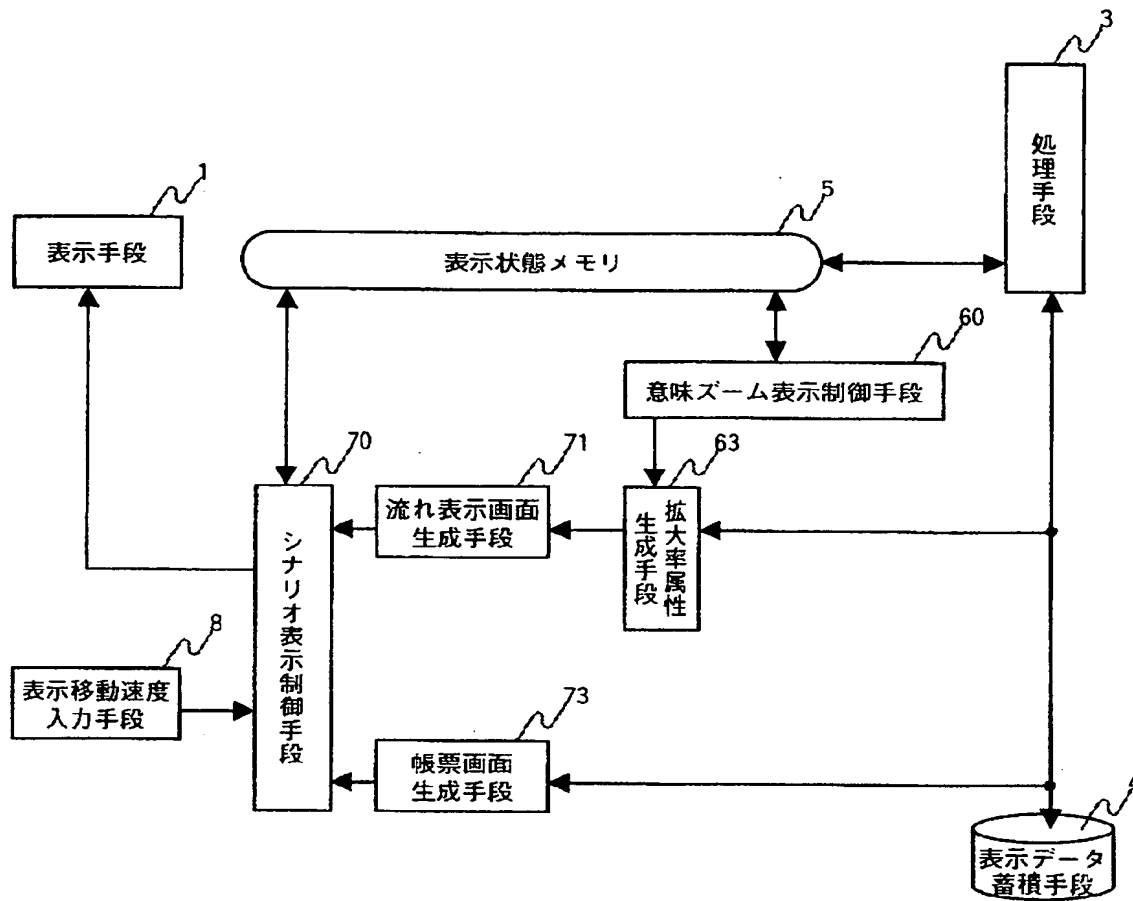 3
処理手段
1
表示手段
5
表示状態メモリ
60
意味ズーム表示制御手段
70
シナリオ表示制御手段
71
流れ表示画面
生成手段
63
拡大率属性
生成手段
8
表示移動速度
入力手段
73
帳票画面
生成手段
表示データ
蓄積手段